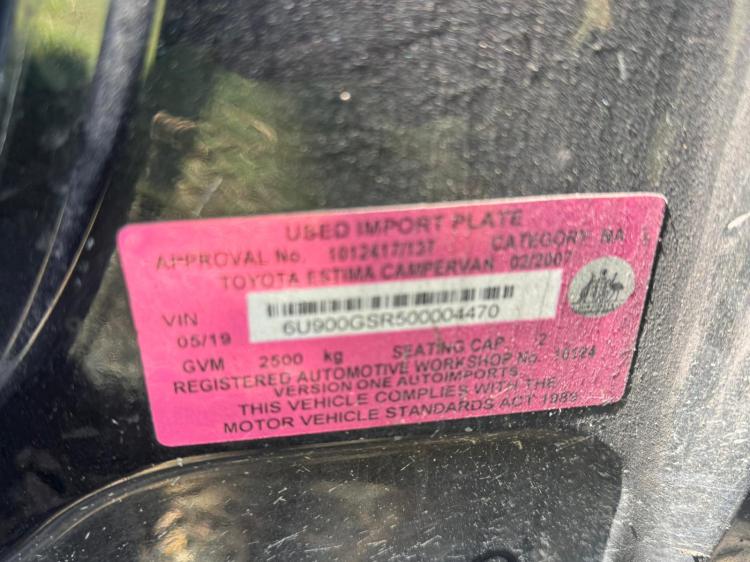 USED IMPORT PLATE
APPROVAL No. 1012417/137 CATEGORY MA
TOYOTA ESTIMA CAMPERVAN 02/2007
VIN 6U900GSR500004470
05/19
GVM 2500 kg SEATING CAP. 2
REGISTERED AUTOMOTIVE WORKSHOP No. 10124
VERSION ONE AUTOIMPORTS
THIS VEHICLE COMPLIES WITH THE
MOTOR VEHICLE STANDARDS ACT 1989